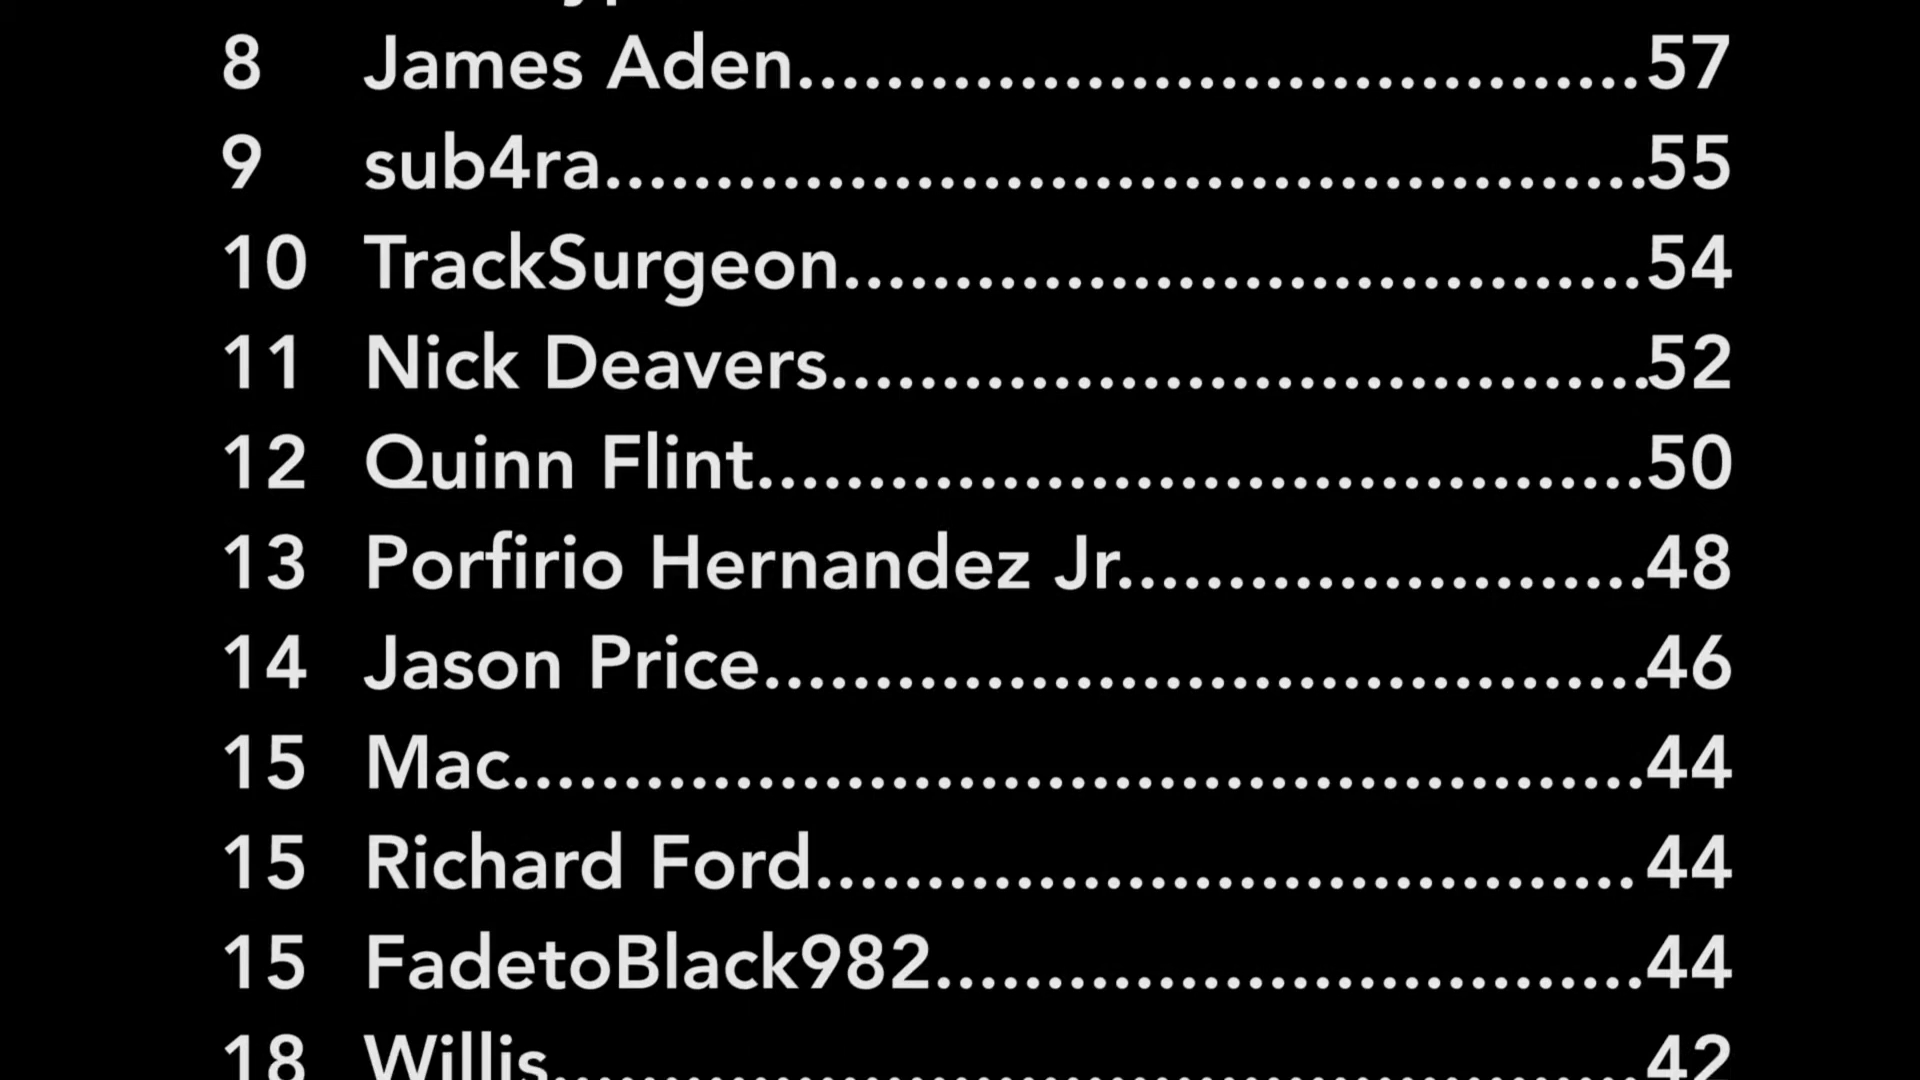 8 James Aden......................................57
9 sub4ra...............................................55
10 TrackSurgeon....................................54
11 Nick Deavers.....................................52
12 Quinn Flint........................................50
13 Porfirio Hernandez Jr........................48
14 Jason Price........................................46
15 Mac...................................................44
15 Richard Ford..................................... 44
15 FadetoBlack982................................44
18 Willis.................................................42